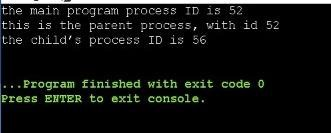 the main program process ID is 52
this is the parent process, with id 52
the child's process ID is 56
...Program finished with exit code 0
Press ENTER to exit console.